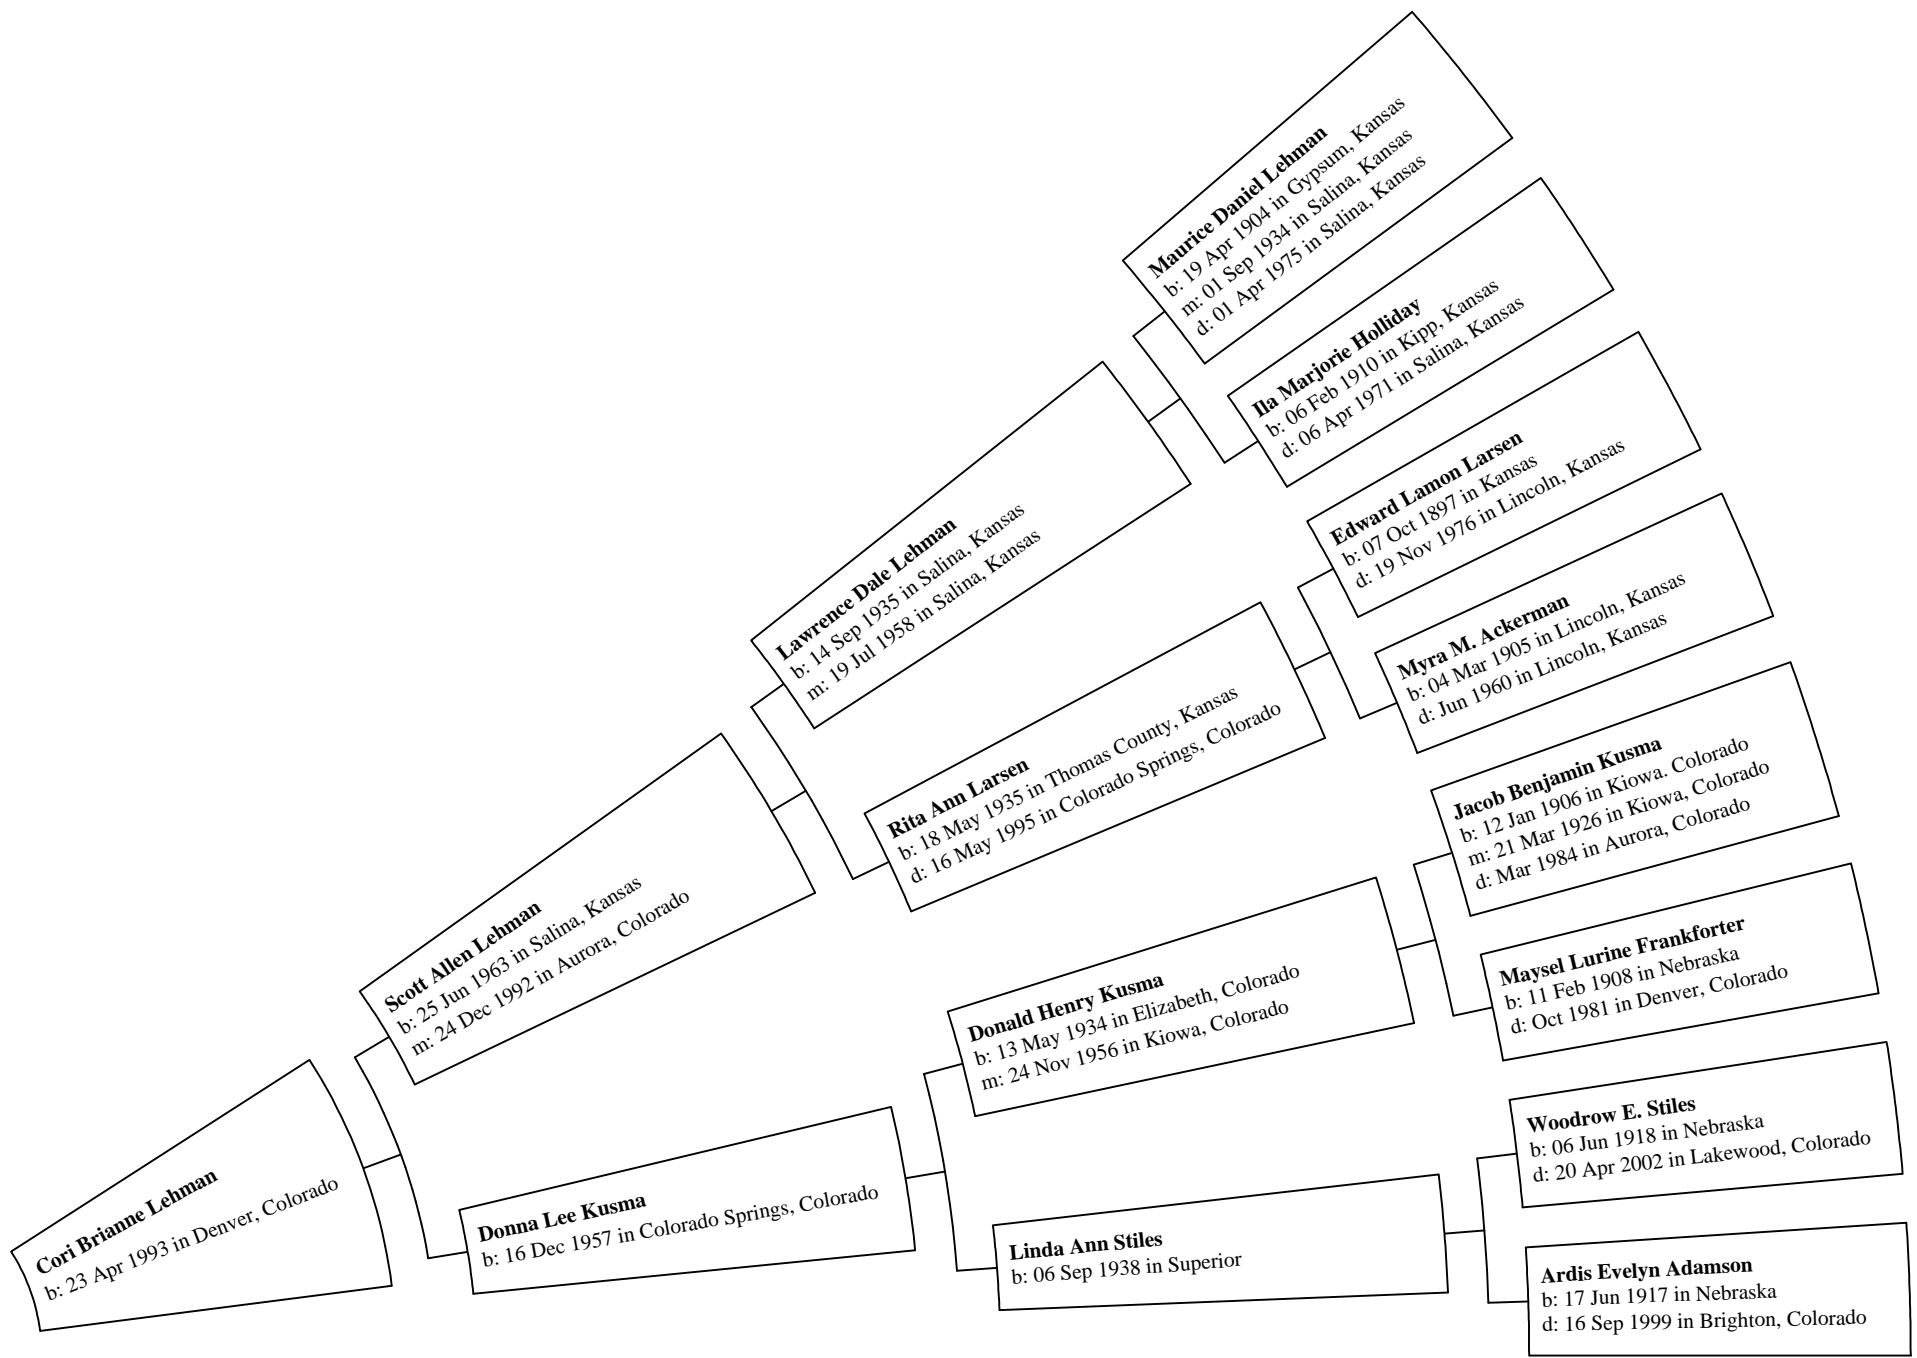 Maurice Daniel Lehman
b: 19 Apr 1904 in Gypsum, Kansas
m: 01 Sep 1934 in Salina, Kansas
d: 01 Apr 1975 in Salina, Kansas
Ila Marjorie Holliday
b: 06 Feb 1910 in Kipp, Kansas
d: 06 Apr 1971 in Salina, Kansas
Edward Lamon Larsen
b: 07 Oct 1897 in Kansas
d: 19 Nov 1976 in Lincoln, Kansas
Lawrence Dale Lehman
b: 14 Sep 1935 in Salina, Kansas
m: 19 Jul 1958 in Salina, Kansas
Myra M. Ackerman
b: 04 Mar 1905 in Lincoln, Kansas
d: Jun 1960 in Lincoln, Kansas
Rita Ann Larsen
b: 18 May 1935 in Thomas County, Kansas
d: 16 May 1995 in Colorado Springs, Colorado
Jacob Benjamin Kusma
b: 12 Jan 1906 in Kiowa. Colorado
m: 21 Mar 1926 in Kiowa, Colorado
d: Mar 1984 in Aurora, Colorado
Scott Allen Lehman
b: 25 Jun 1963 in Salina, Kansas
m: 24 Dec 1992 in Aurora, Colorado
Maysel Lurine Frankforter
b: 11 Feb 1908 in Nebraska
d: Oct 1981 in Denver, Colorado
Donald Henry Kusma
b: 13 May 1934 in Elizabeth, Colorado
m: 24 Nov 1956 in Kiowa, Colorado
Woodrow E. Stiles
b: 06 Jun 1918 in Nebraska
d: 20 Apr 2002 in Lakewood, Colorado
Cori Brianne Lehman
b: 23 Apr 1993 in Denver, Colorado
Donna Lee Kusma
b: 16 Dec 1957 in Colorado Springs, Colorado
Linda Ann Stiles
b: 06 Sep 1938 in Superior
Ardis Evelyn Adamson
b: 17 Jun 1917 in Nebraska
d: 16 Sep 1999 in Brighton, Colorado